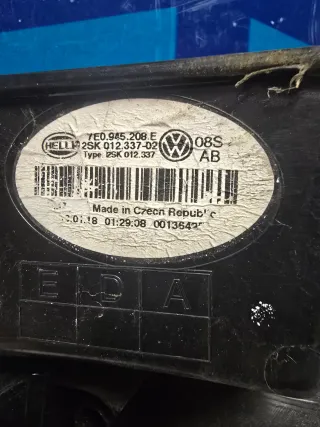 7E0.945.208.E
HELLA 2SK 012.337-02 08S
Type 2SK 012.337 AB
Made in Czech Republic
01:29:08
E D A